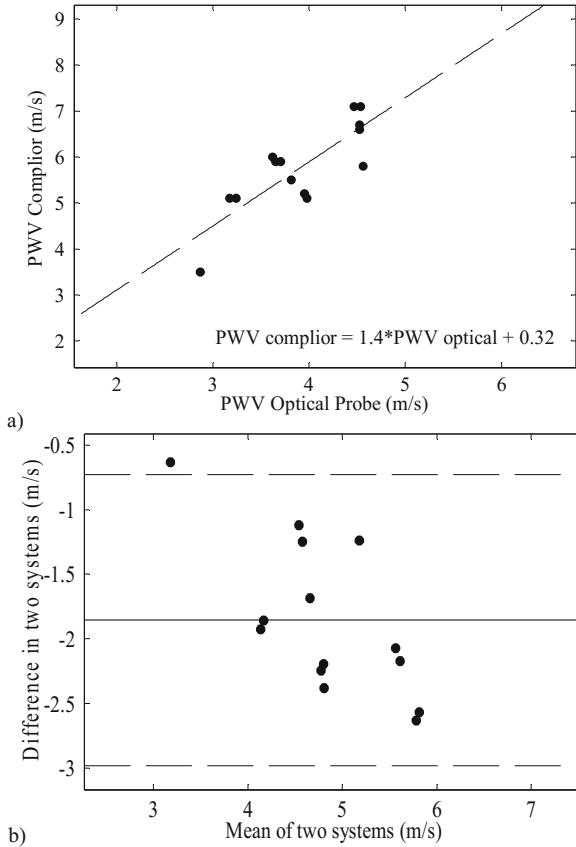 9
8
7
6
5
4
3
2
PWV Complior (m/s)
PWV complior = 1.4*PWV optical + 0.32
2 3 4 5 6
PWV Optical Probe (m/s)
a)
-0.5
-1
-1.5
-2
-2.5
-3
Difference in two systems (m/s)
3 4 5 6 7
Mean of two systems (m/s)
b)